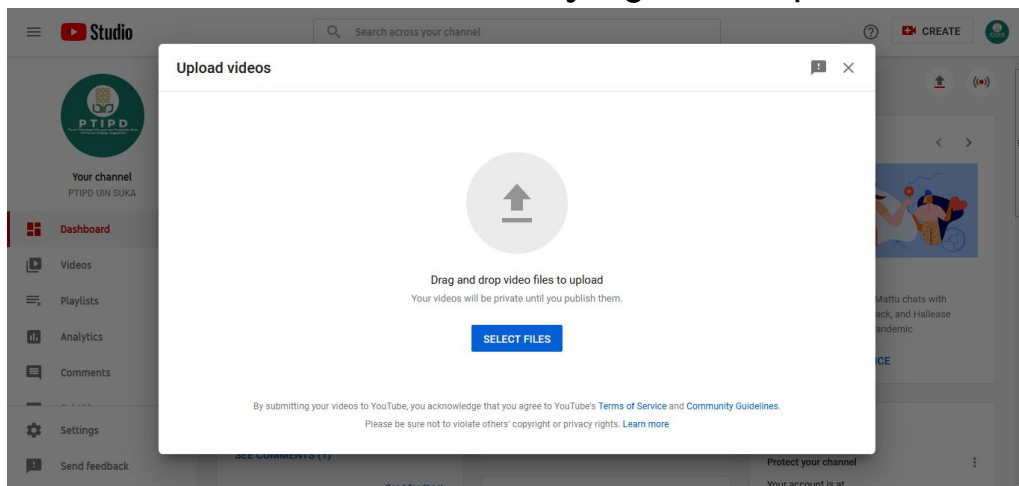 Studio
Search across your channel
CREATE
Upload videos
PTIPD
Your channel
PTIPD UIN SUKA
Dashboard
Videos
Playlists
Analytics
Comments
Settings
Send feedback
Drag and drop video files to upload
Your videos will be private until you publish them.
SELECT FILES
By submitting your videos to YouTube, you acknowledge that you agree to YouTube's Terms of Service and Community Guidelines.
Please be sure not to violate others' copyright or privacy rights. Learn more
Mattu chats with
ack, and Hallease
andemic
ICE
SEE COMMENTS (1)
Protect your channel
Your account is at